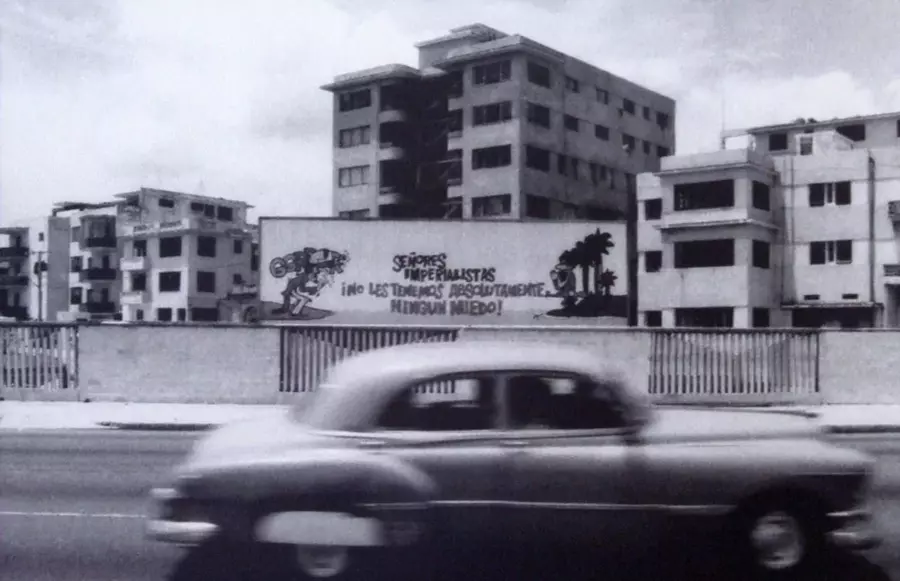 SEÑORES
IMPERIALISTAS
¡NO LES TENEMOS ABSOLUTAMENTE
NINGUN MIEDO!